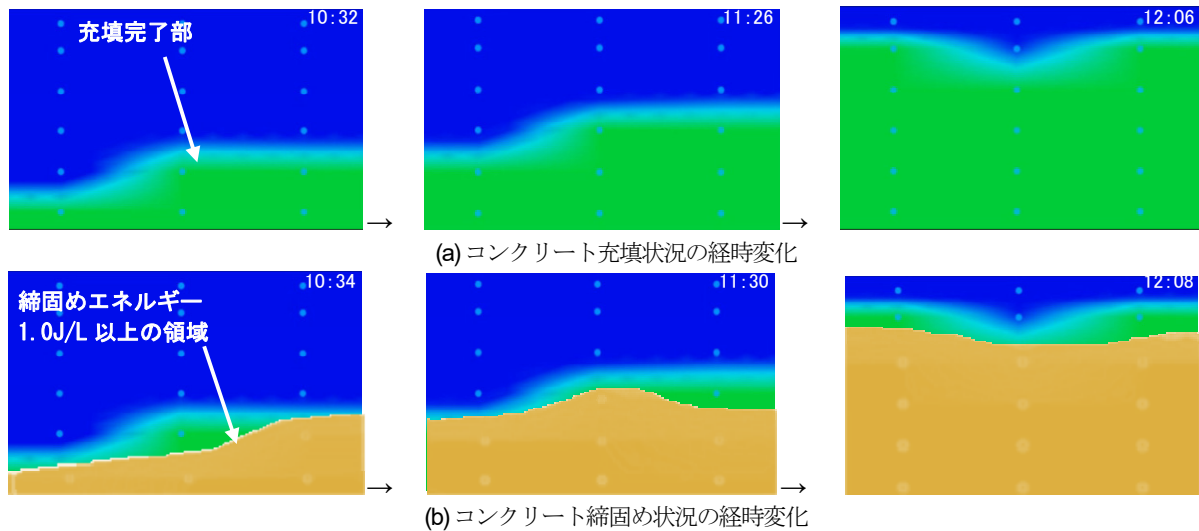 10:32
充填完了部
11:26
12:06
→
→
(a) コンクリート充填状況の経時変化
10:34
締固めエネルギー
1.0J/L 以上の領域
11:30
12:08
→
→
(b) コンクリート締固め状況の経時変化